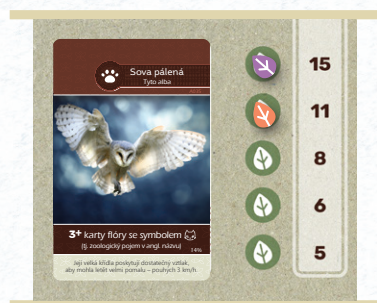 Sova pálená
Tyto alba
15
11
8
6
5
3+ karty flóry se symbolem
(tj. zoologický pojem v angl. názvu)
14%
Její velká křídla poskytují dostatečný vztlak,
aby mohla letět velmi pomalu – pouhých 3 km/h.